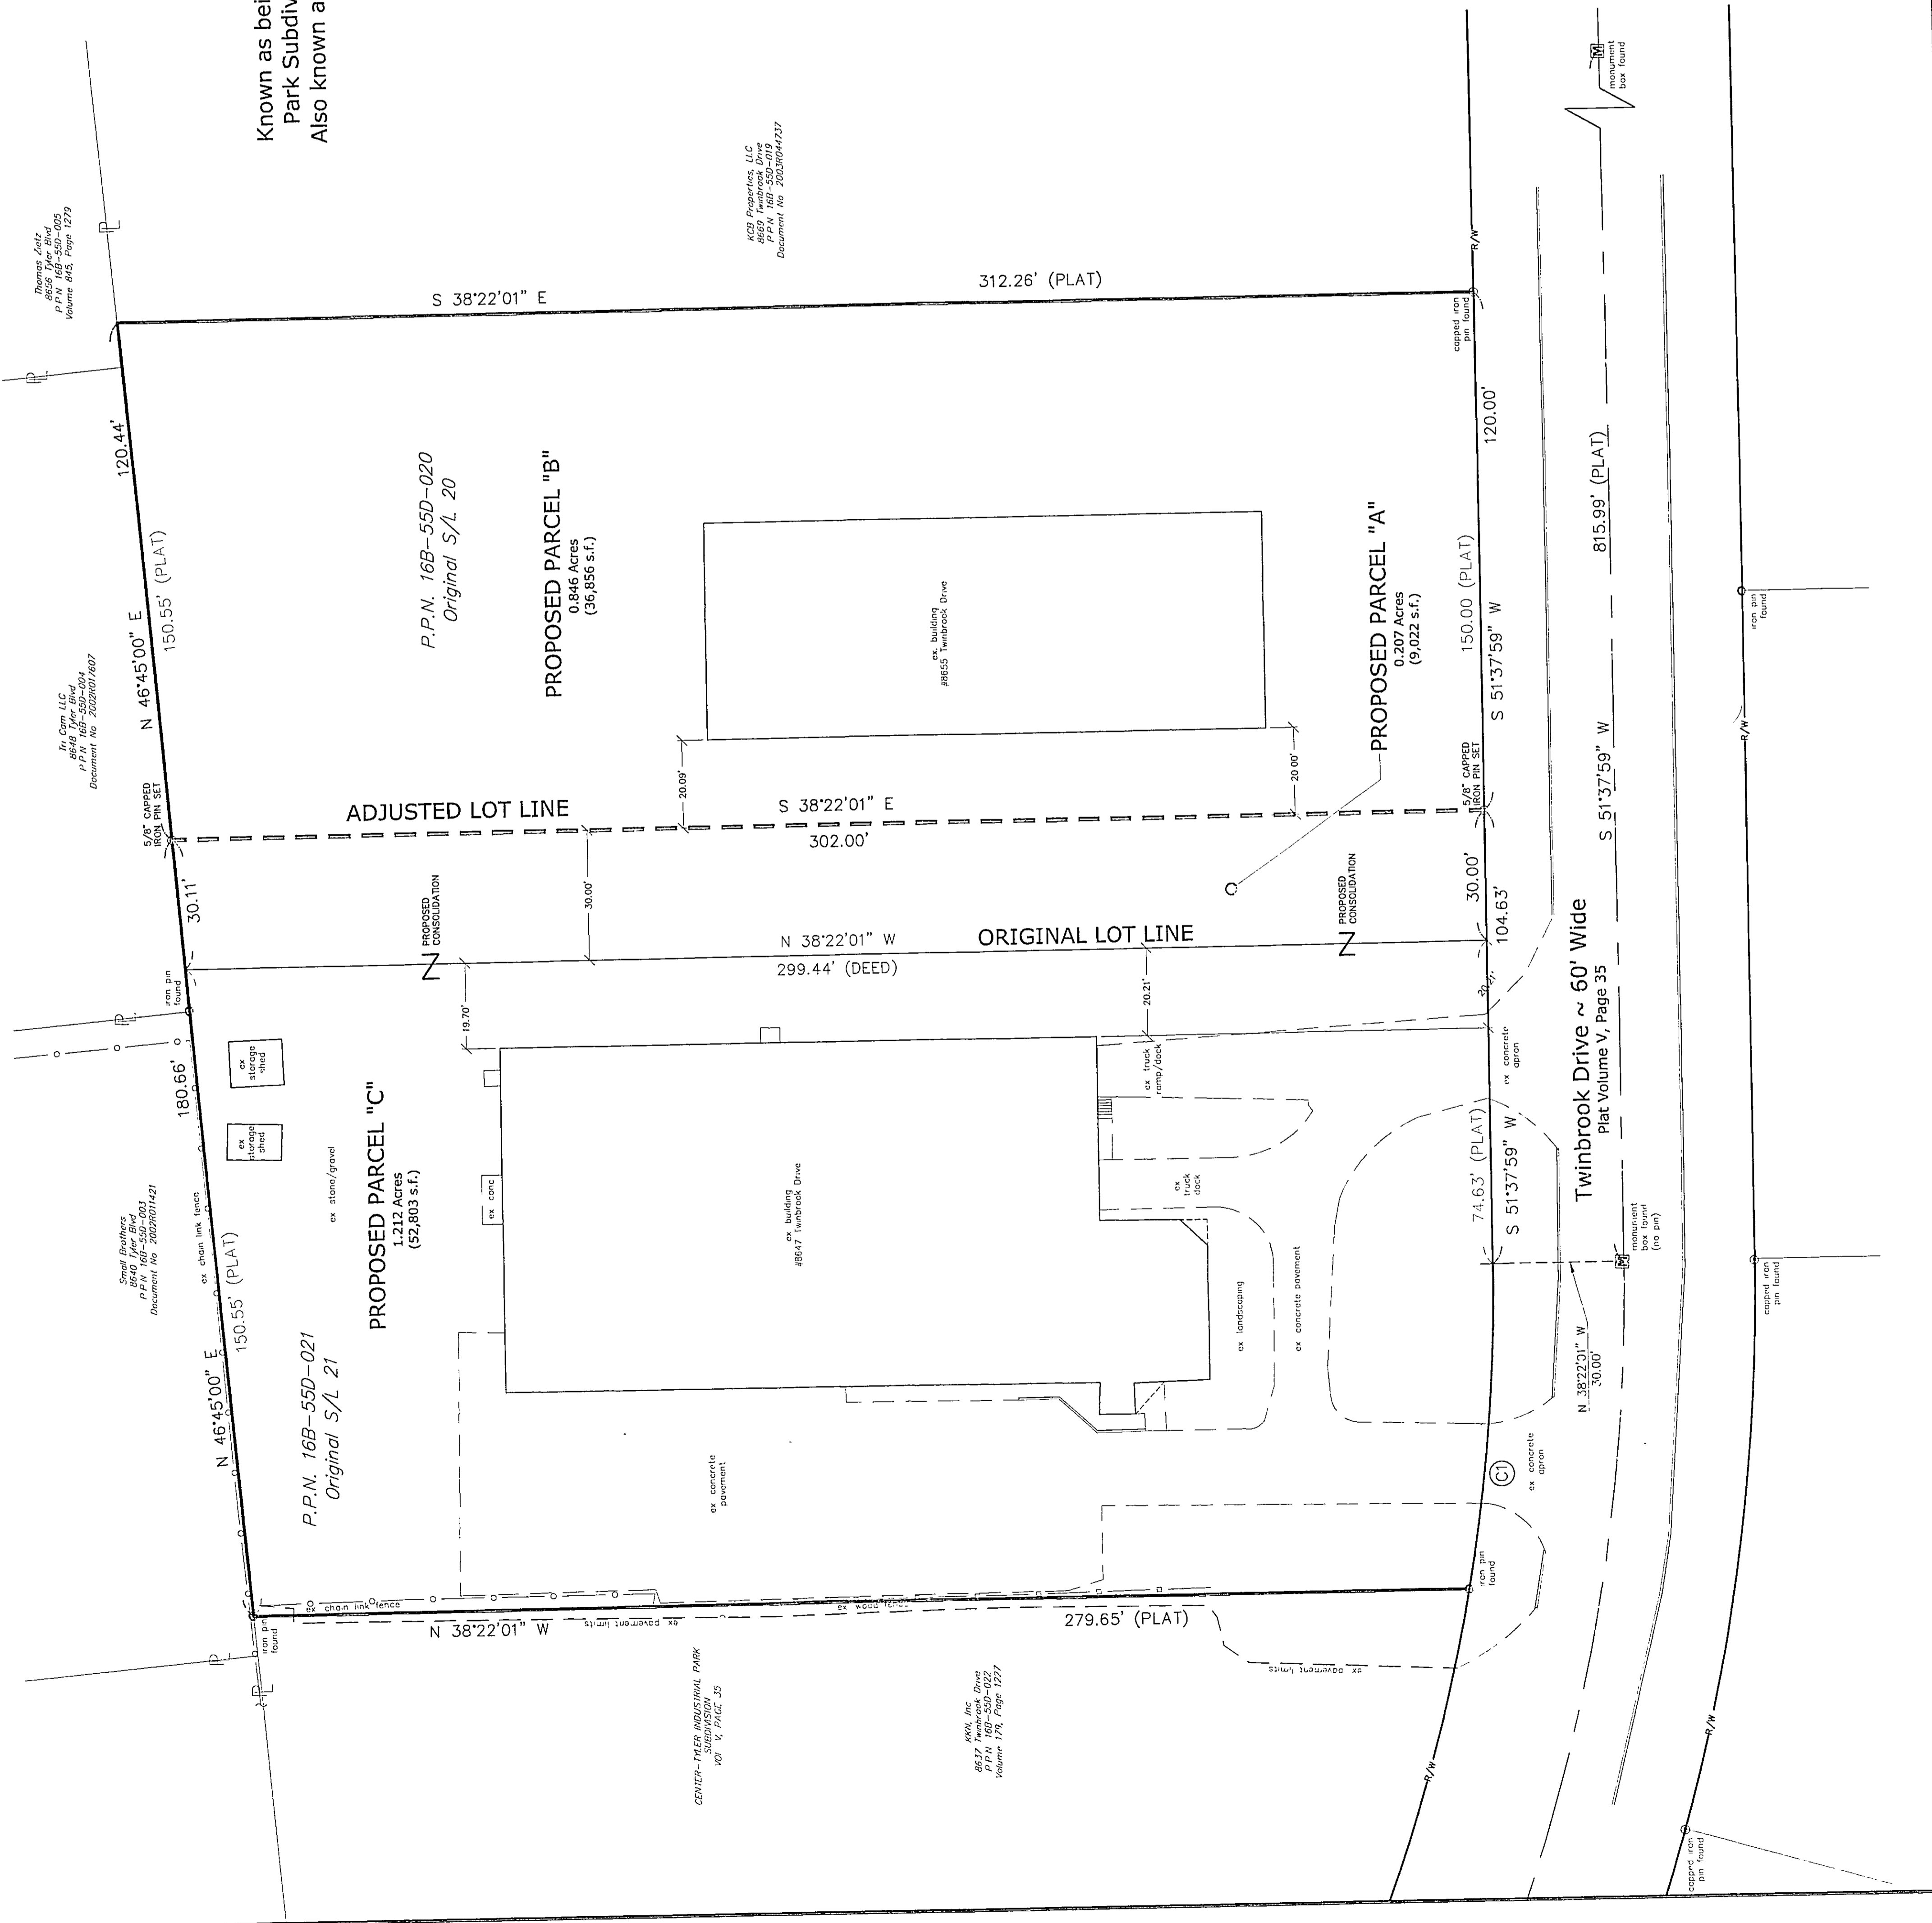 Known as bei
Park Subdiv
Also known a
Thomas Zietz
8656 Tyler Blvd
P P N 16B-55D-005
Volume 845, Page 1279
PL
PL
KCB Properties, LLC
8669 Twinbrook Drive
P P N 16B-55D-019
Document No 2003R044737
S 38°22'01" E
312.26' (PLAT)
capped iron
pin found
R/W
monument
box found
M
120.44'
N 46°45'00" E
150.55' (PLAT)
Tri Cam LLC
8648 Tyler Blvd
P P N 16B-55D-004
Document No 2002R017607
P.P.N. 16B-55D-020
Original S/L 20
PROPOSED PARCEL "B"
0.846 Acres
(36,856 s.f.)
ex. building
#8655 Twinbrook Drive
PROPOSED PARCEL "A"
0.207 Acres
(9,022 s.f.)
120.00'
150.00 (PLAT)
S 51°37'59" W
815.99' (PLAT)
S 51°37'59" W
iron pin
found
R/W
5/8" CAPPED
IRON PIN SET
ADJUSTED LOT LINE
20.09'
S 38°22'01" E
302.00'
20 00'
5/8" CAPPED
IRON PIN SET
30.11'
PROPOSED
CONSOLIDATION
Z
30.00'
N 38°22'01" W
299.44' (DEED)
ORIGINAL LOT LINE
PROPOSED
CONSOLIDATION
Z
30.00'
104.63'
iron pin
found
PL
180.66'
ex
storage
shed
ex
storage
shed
19.70'
20.21'
ex truck
ramp/dock
ex concrete
apron
Twinbrook Drive ~ 60' Wide
Plat Volume V, Page 35
Small Brothers
8640 Tyler Blvd
P P N 16B-55D-003
Document No 2002R011421
ex chain link fence
150.55' (PLAT)
N 46°45'00" E
ex stone/gravel
PROPOSED PARCEL "C"
1.212 Acres
(52,803 s.f.)
P.P.N. 16B-55D-021
Original S/L 21
ex conc
ex building
#8647 Twinbrook Drive
ex
truck
dock
ex landscaping
ex concrete pavement
74.63' (PLAT)
S 51°37'59" W
M
monument
box found
(no pin)
N 38°22'01" W
30.00'
capped iron
pin found
ex concrete
pavement
C1
ex concrete
apron
iron pin
found
iron pin
found
PL
PL
ex chain link fence
N 38°22'01" W
ex pavement limits
ex wood fence
279.65' (PLAT)
ex pavement limits
CENTER-TYLER INDUSTRIAL PARK
SUBDIVISION
VOL V, PAGE 35
KKN, Inc
8637 Twinbrook Drive
P P N 16B-55D-022
Volume 179, Page 1227
R/W
R/W
capped iron
pin found